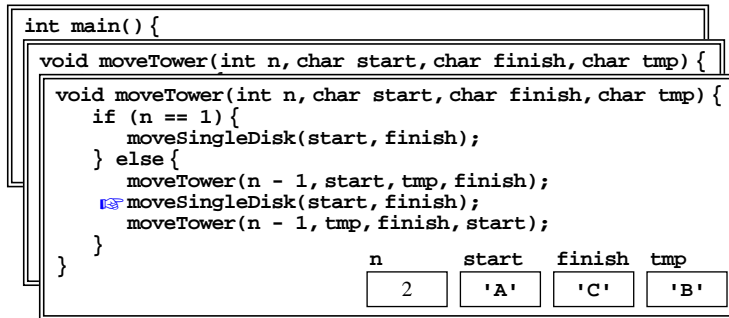 int main() {
void moveTower(int n, char start, char finish, char tmp) {
void moveTower(int n, char start, char finish, char tmp) {
if (n == 1) {
moveSingleDisk(start, finish);
} else {
moveTower(n - 1, start, tmp, finish);
moveSingleDisk(start, finish);
moveTower(n - 1, tmp, finish, start);
}
}
n start finish tmp
2 'A' 'C' 'B'